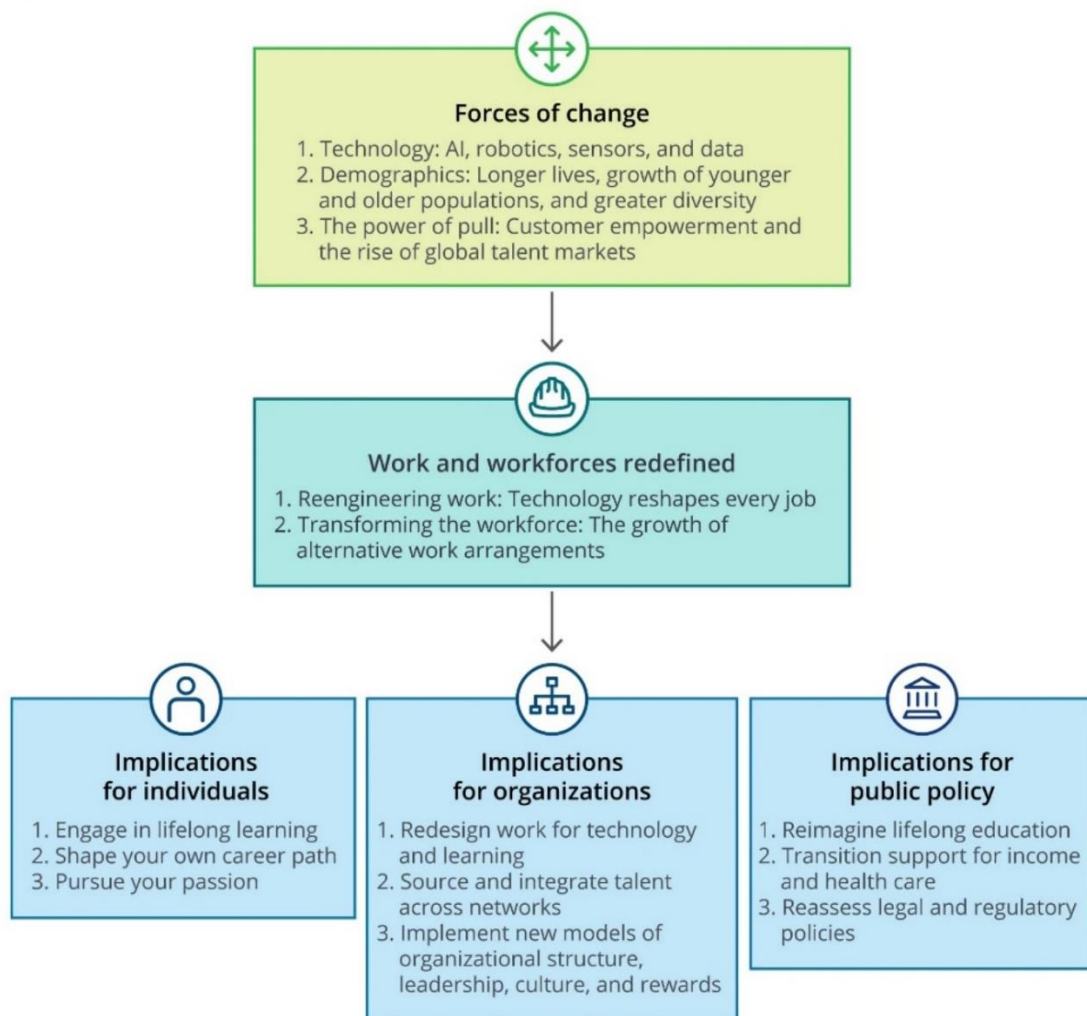 Forces of change
1. Technology: AI, robotics, sensors, and data
2. Demographics: Longer lives, growth of younger
and older populations, and greater diversity
3. The power of pull: Customer empowerment and
the rise of global talent markets
Work and workforces redefined
1. Reengineering work: Technology reshapes every job
2. Transforming the workforce: The growth of
alternative work arrangements
Implications
for individuals
1. Engage in lifelong learning
2. Shape your own career path
3. Pursue your passion
Implications
for organizations
1. Redesign work for technology
and learning
2. Source and integrate talent
across networks
3. Implement new models of
organizational structure,
leadership, culture, and rewards
Implications for
public policy
1. Reimagine lifelong education
2. Transition support for income
and health care
3. Reassess legal and regulatory
policies